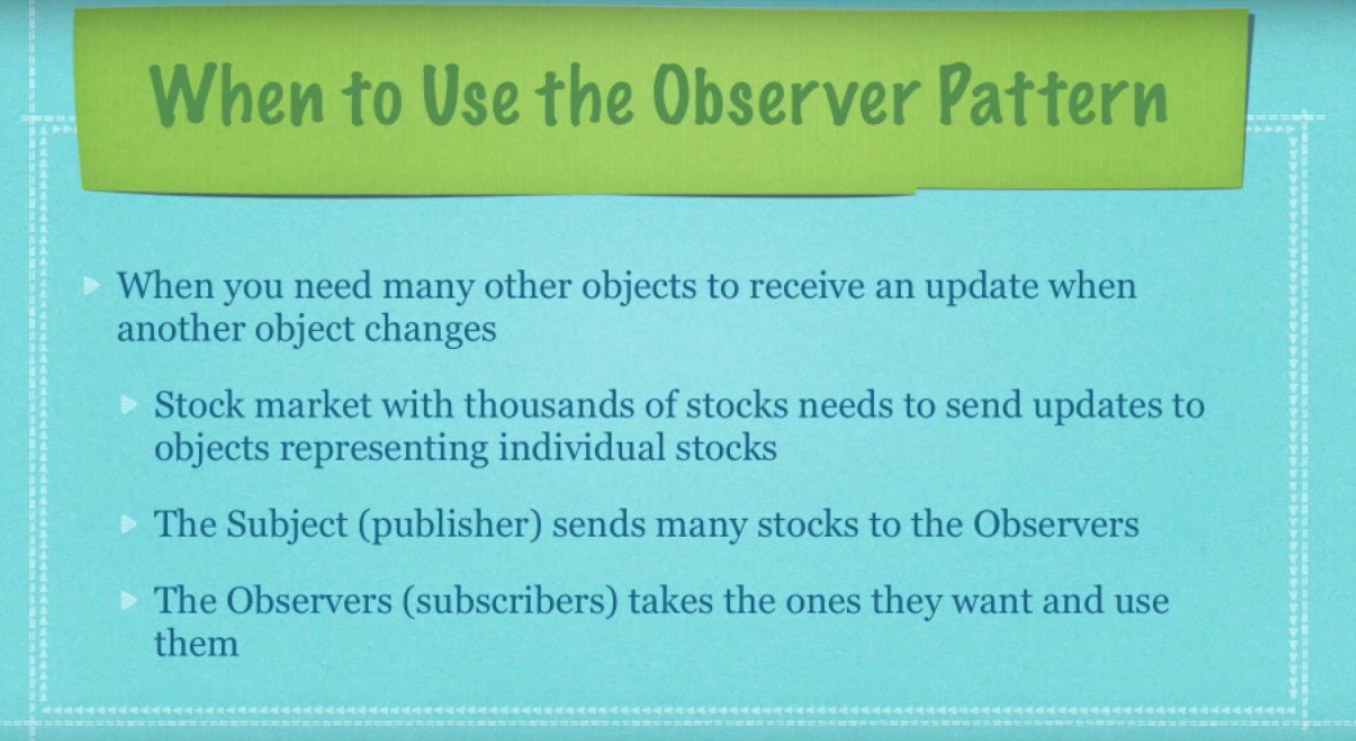 When to Use the Observer Pattern
When you need many other objects to receive an update when
another object changes
Stock market with thousands of stocks needs to send updates to
objects representing individual stocks
The Subject (publisher) sends many stocks to the Observers
The Observers (subscribers) takes the ones they want and use
them